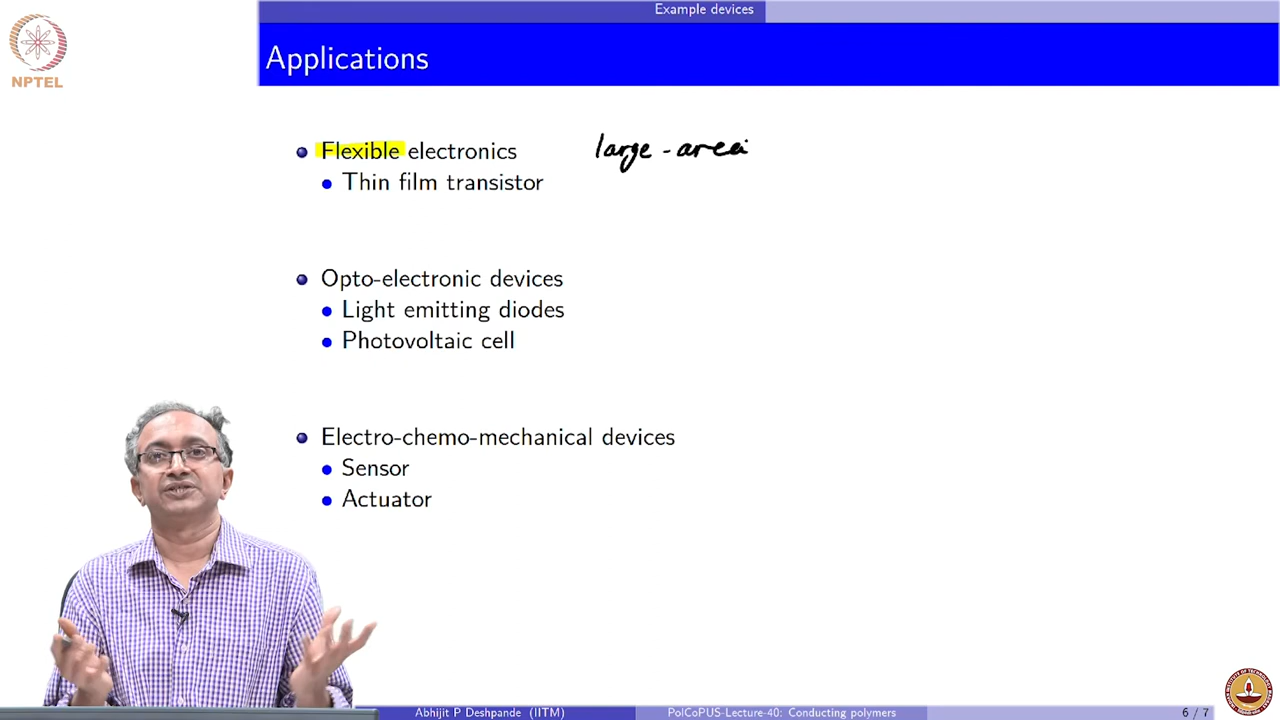 Example devices
NPTEL
Applications
Flexible electronics large-area
Thin film transistor
Opto-electronic devices
Light emitting diodes
Photovoltaic cell
Electro-chemo-mechanical devices
Sensor
Actuator
Abhijit P Deshpande (IITM) PolCoPUS-Lecture-40: Conducting polymers 6 / 7